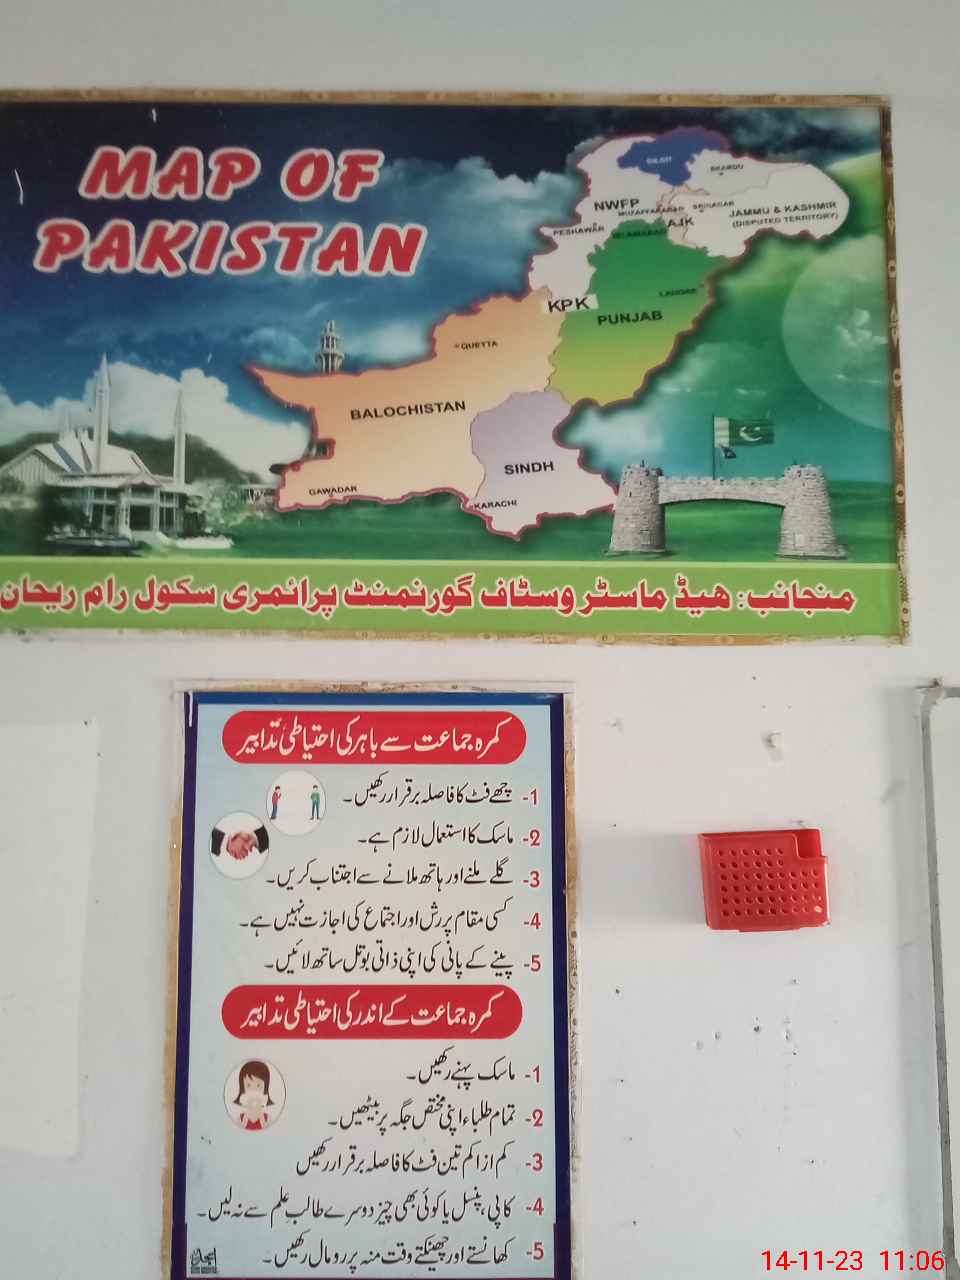 MAP OF
PAKISTAN
GILGIT
SKARDU
NWFP
MUZAFFARABAD
SRINAGAR
AJK
JAMMU & KASHMIR
(DISPUTED TERRITORY)
PESHAWAR
ISLAMABAD
KPK
LAHORE
PUNJAB
QUETTA
BALOCHISTAN
SINDH
GAWADAR
KARACHI
منجانب: ھیڈ ماسٹر وسٹاف گورنمنٹ پرائمری سکول رام ریحان
کمرہ جماعت سے باہر کی احتیاطی تدابیر
1- چھے فٹ کا فاصلہ برقرار رکھیں۔
2- ماسک کا استعمال لازم ہے۔
3- گلے ملنے اور ہاتھ ملانے سے اجتناب کریں۔
4- کسی مقام پر رش اور اجتماع کی اجازت نہیں ہے۔
5- پینے کے پانی کی اپنی ذاتی بوتل ساتھ لائیں۔
کمرہ جماعت کے اندر کی احتیاطی تدابیر
1- ماسک پہنے رکھیں۔
2- تمام طلباء اپنی مختص جگہ پر بیٹھیں۔
3- کم از کم تین فٹ کا فاصلہ برقرار رکھیں
4- کاپی، پنسل یا کوئی بھی چیز دوسرے طالب علم سے نہ لیں۔
5- کھانستے اور چھینکتے وقت منہ پر رومال رکھیں۔
امجد
14-11-23 11:06